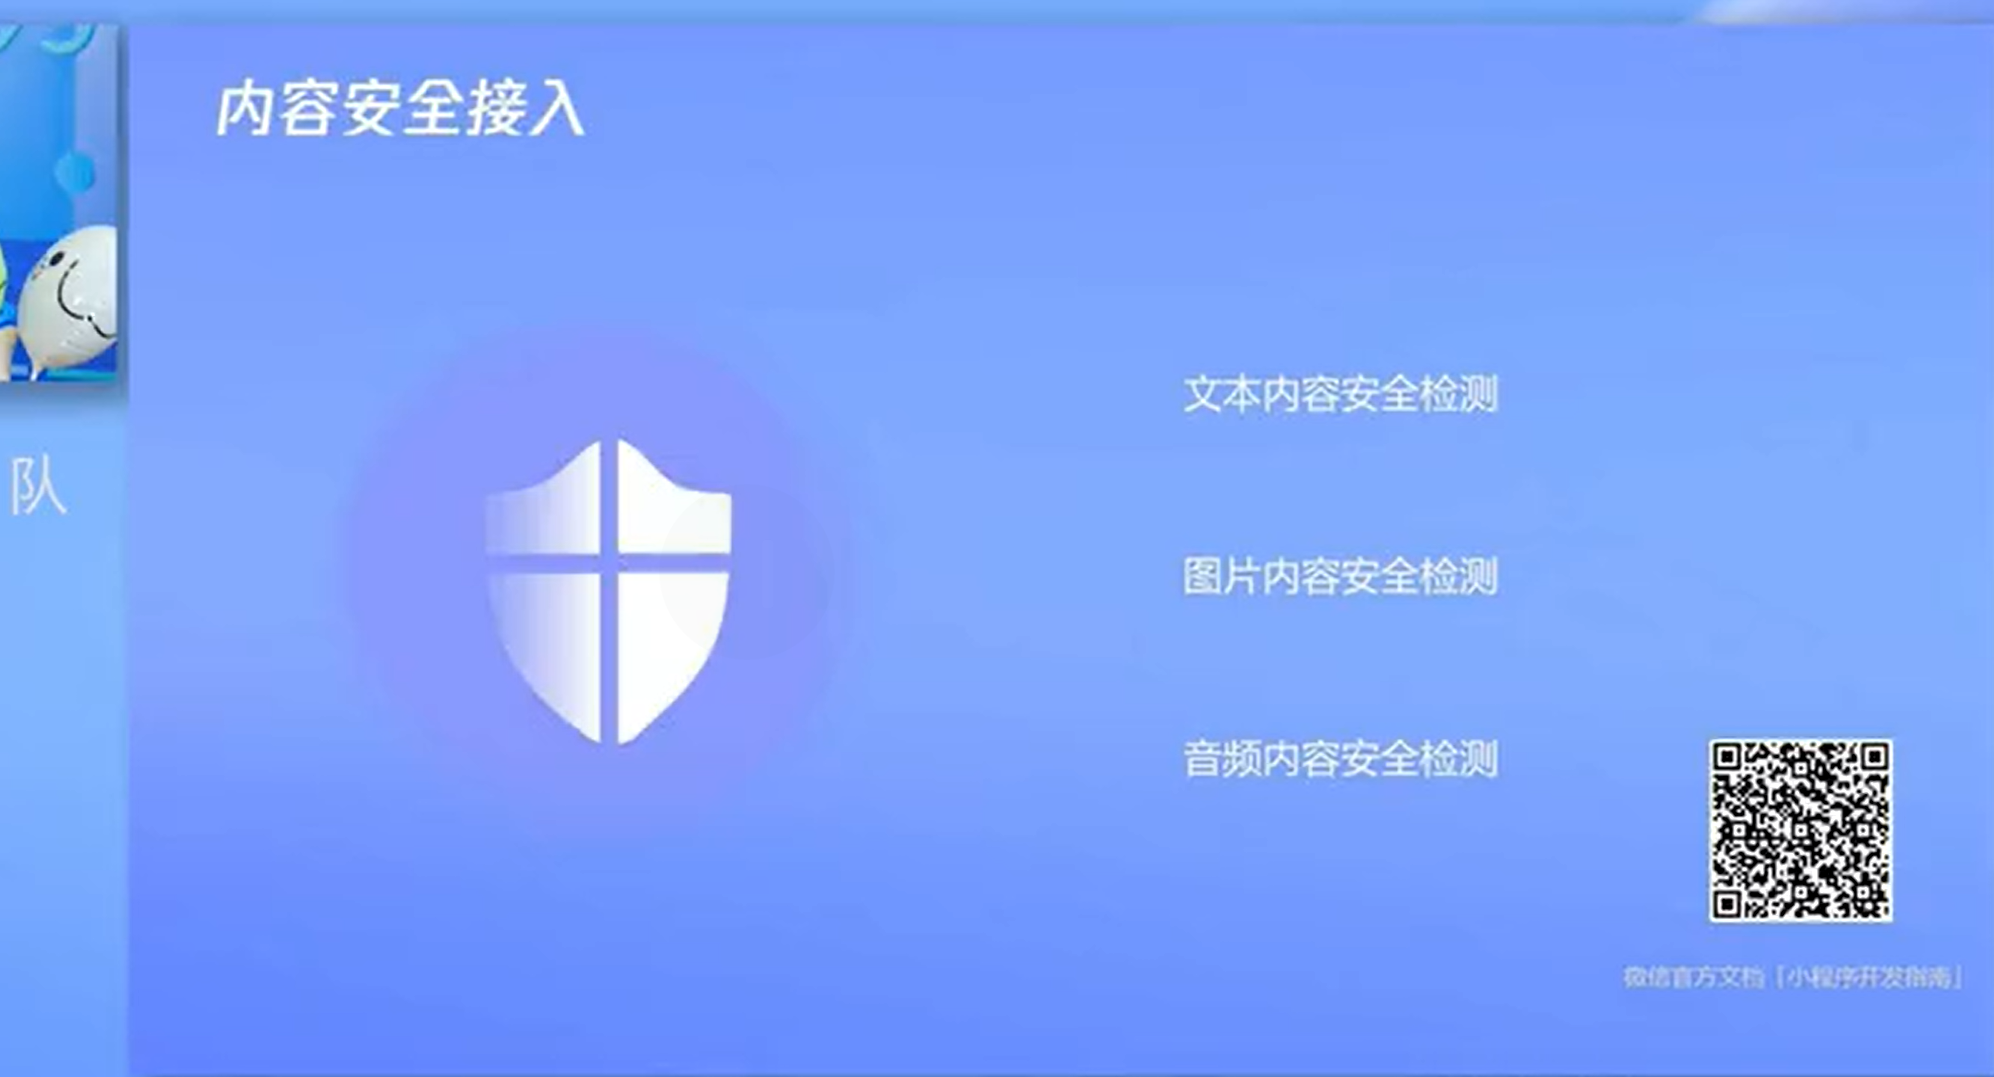 内容安全接入
队
文本内容安全检测
图片内容安全检测
音频内容安全检测
微信官方文档「小程序开发指南」